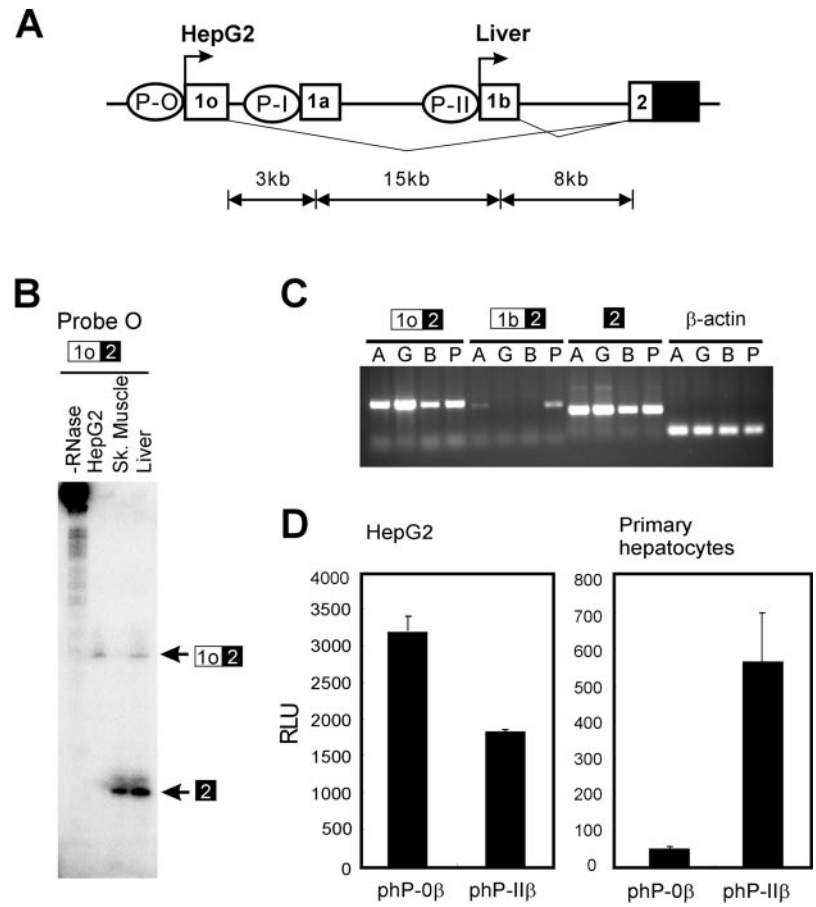 A
HepG2
Liver
P-O 1o P-I 1a P-II 1b 2
3kb 15kb 8kb
B
Probe O
1o 2
-RNase
HepG2
Sk. Muscle
Liver
1o 2
2
C
1o 2 1b 2 2 β-actin
A G B P A G B P A G B P A G B P
D
HepG2
Primary
hepatocytes
RLU
4000
3500
3000
2500
2000
1500
1000
500
0
phP-0β phP-IIβ
800
700
600
500
400
300
200
100
0
phP-0β phP-IIβ